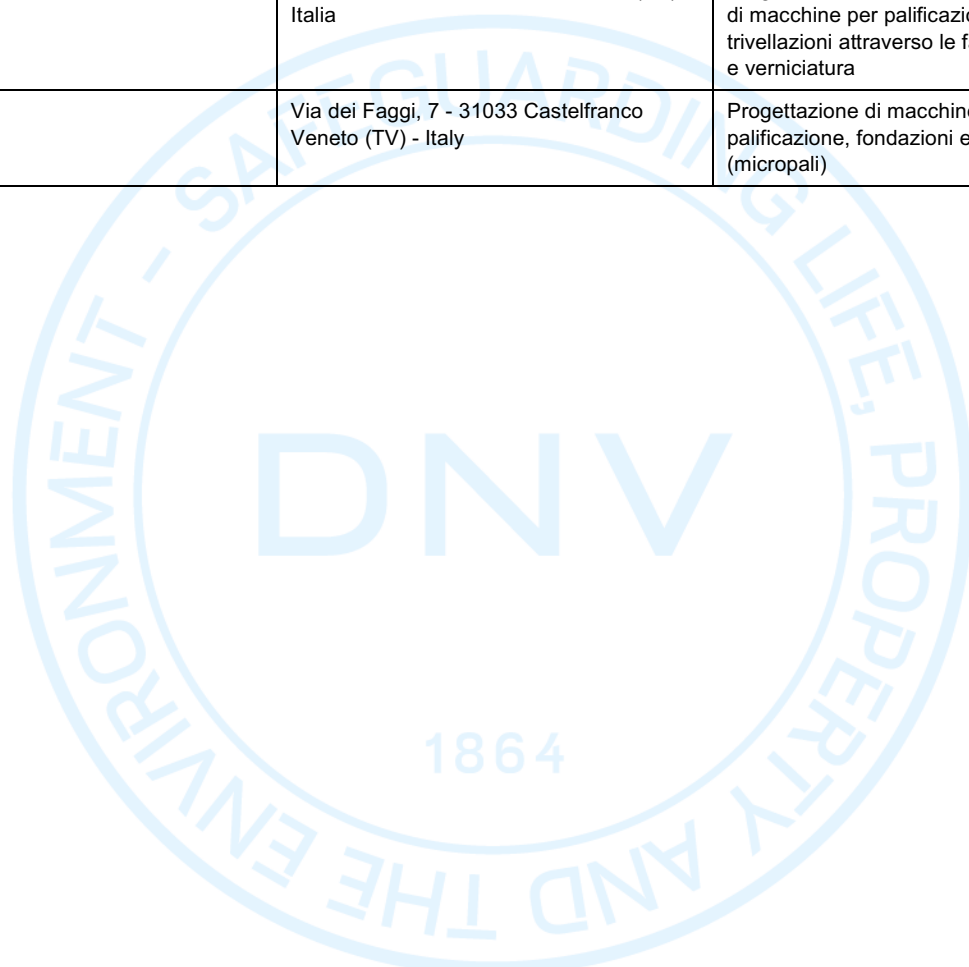 Italia
di macchine per palificazio
trivellazioni attraverso le f
e verniciatura
Via dei Faggi, 7 - 31033 Castelfranco
Veneto (TV) - Italy
Progettazione di macchine
palificazione, fondazioni e
(micropali)
SAFEGUARDING LIFE, PROPERTY AND THE ENVIRONMENT -
DNV
1864